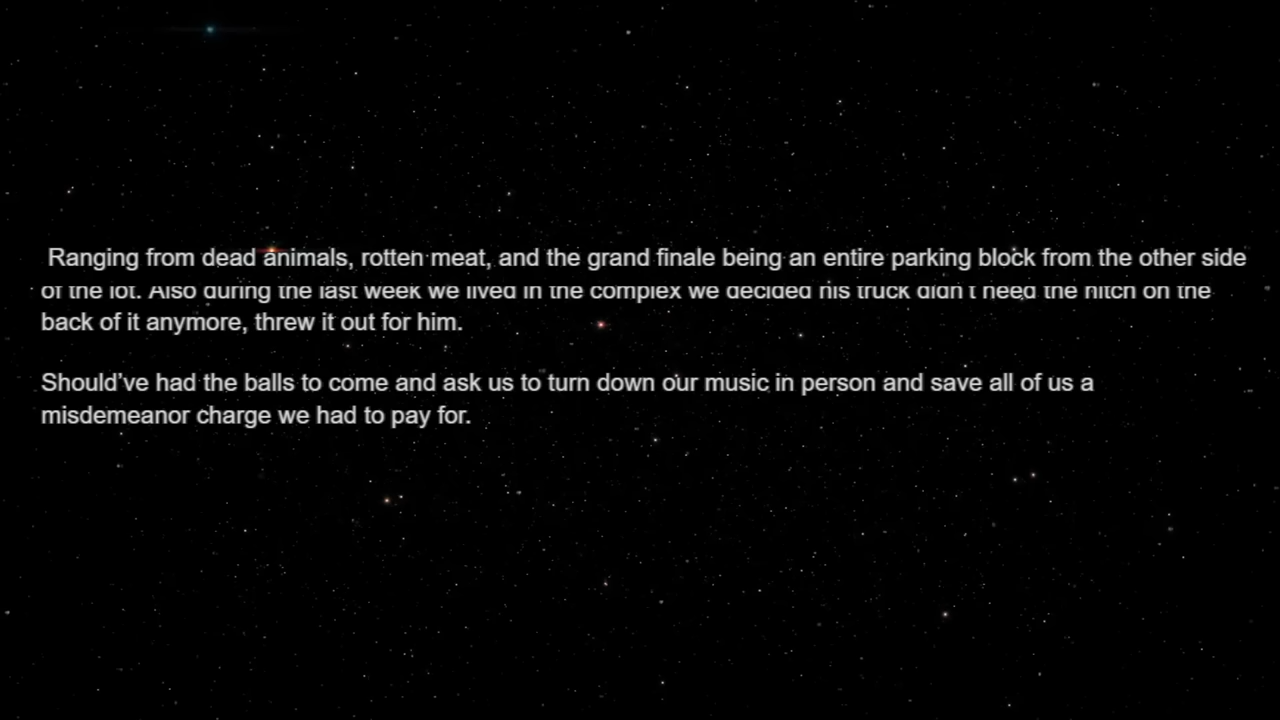 Ranging from dead animals, rotten meat, and the grand finale being an entire parking block from the other side
of the lot. Also during the last week we lived in the complex we decided his truck didn't need the hitch on the
back of it anymore, threw it out for him.
Should’ve had the balls to come and ask us to turn down our music in person and save all of us a
misdemeanor charge we had to pay for.